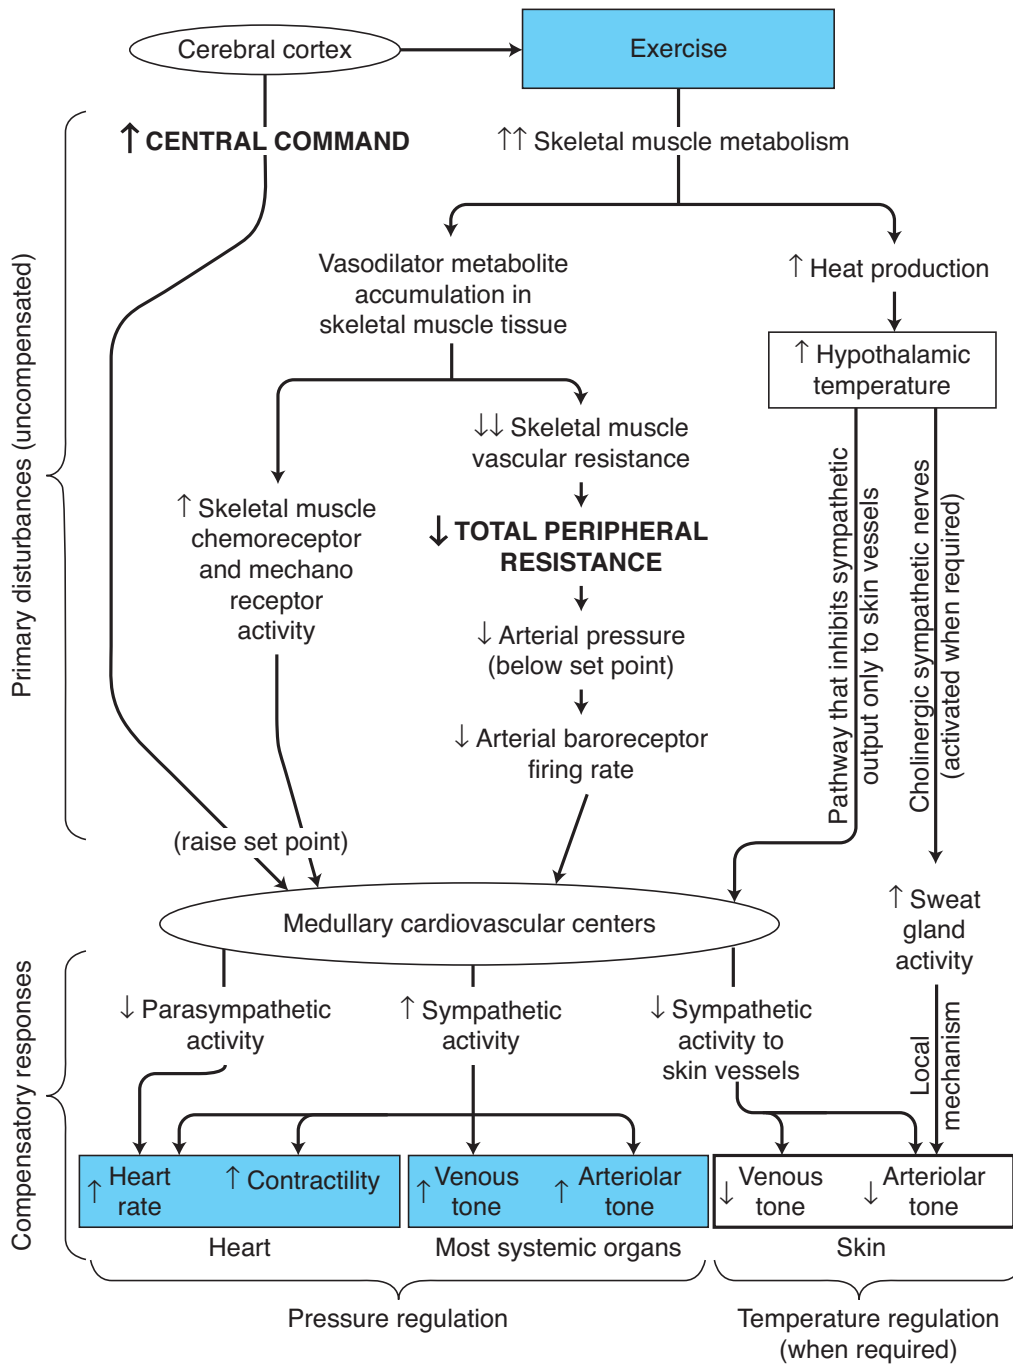 Cerebral cortex
Exercise
↑ CENTRAL COMMAND
↑↑ Skeletal muscle metabolism
Vasodilator metabolite
accumulation in
skeletal muscle tissue
↑ Heat production
↑ Hypothalamic
temperature
↓↓ Skeletal muscle
vascular resistance
↑ Skeletal muscle
chemoreceptor
and mechano
receptor
activity
↓ TOTAL PERIPHERAL
RESISTANCE
↓ Arterial pressure
(below set point)
↓ Arterial baroreceptor
firing rate
Pathway that inhibits sympathetic
output only to skin vessels
Cholinergic sympathetic nerves
(activated when required)
Primary disturbances (uncompensated)
(raise set point)
Medullary cardiovascular centers
↑ Sweat
gland
activity
↓ Parasympathetic
activity
↑ Sympathetic
activity
↓ Sympathetic
activity to
skin vessels
Local
mechanism
Compensatory responses
↑ Heart
rate
↑ Contractility
↑ Venous
tone
↑ Arteriolar
tone
↓ Venous
tone
↓ Arteriolar
tone
Heart
Most systemic organs
Skin
Pressure regulation
Temperature regulation
(when required)